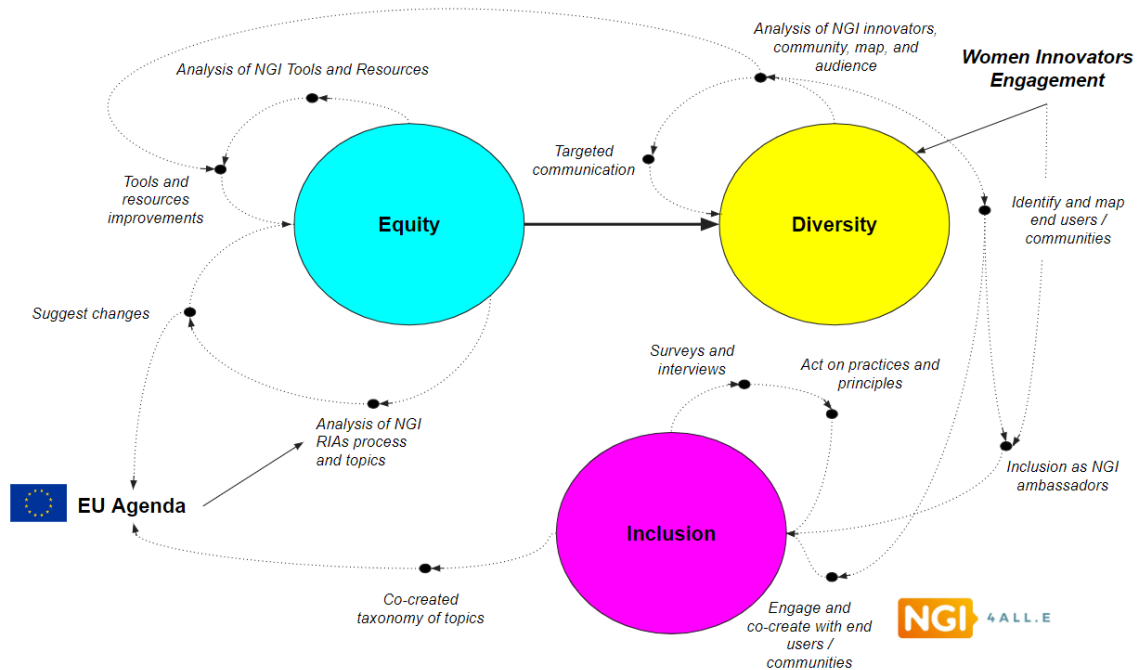 Analysis of NGI innovators,
community, map, and
audience
Women Innovators
Engagement
Analysis of NGI Tools and Resources
Targeted
communication
Tools and
resources
improvements
Equity
Diversity
Identify and map
end users /
communities
Suggest changes
Surveys and
interviews
Act on practices and
principles
Analysis of NGI
RIAs process
and topics
Inclusion as NGI
ambassadors
EU Agenda
Inclusion
Co-created
taxonomy of topics
Engage and
co-create with end
users /
communities
NGI 4ALL.E